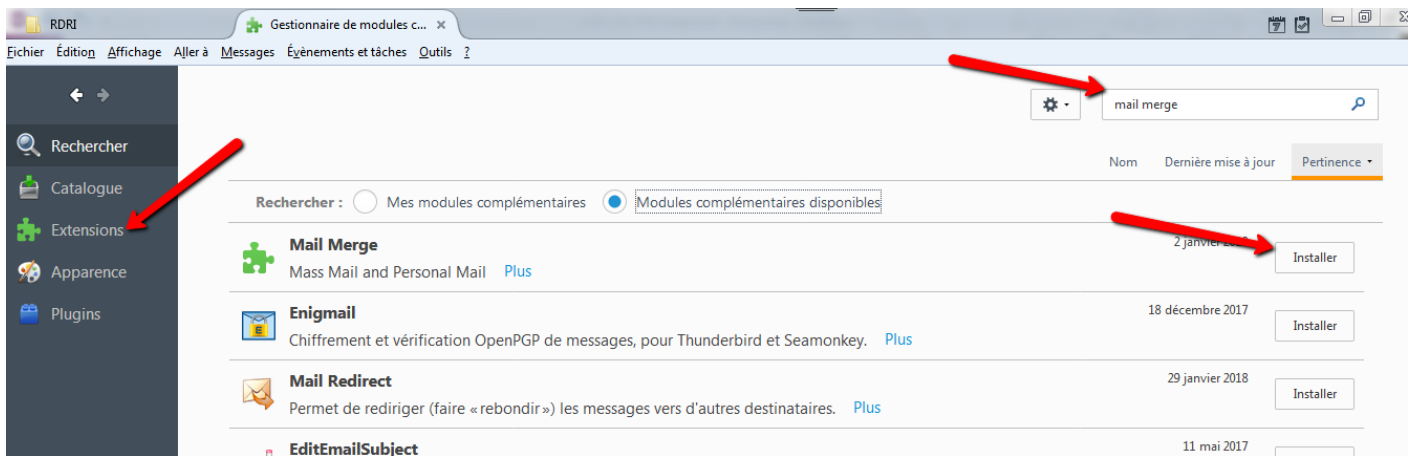 RDRI
Gestionnaire de modules c... ×
Fichier Édition Affichage Aller à Messages Évènements et tâches Outils ?
mail merge
Rechercher
Catalogue
Extensions
Apparence
Plugins
Nom Dernière mise à jour Pertinence
Rechercher : Mes modules complémentaires Modules complémentaires disponibles
Mail Merge
2 janvier
Mass Mail and Personal Mail Plus
Installer
Enigmail
18 décembre 2017
Chiffrement et vérification OpenPGP de messages, pour Thunderbird et Seamonkey. Plus
Installer
Mail Redirect
29 janvier 2018
Permet de rediriger (faire « rebondir ») les messages vers d'autres destinataires. Plus
Installer
EditEmailSubject
11 mai 2017